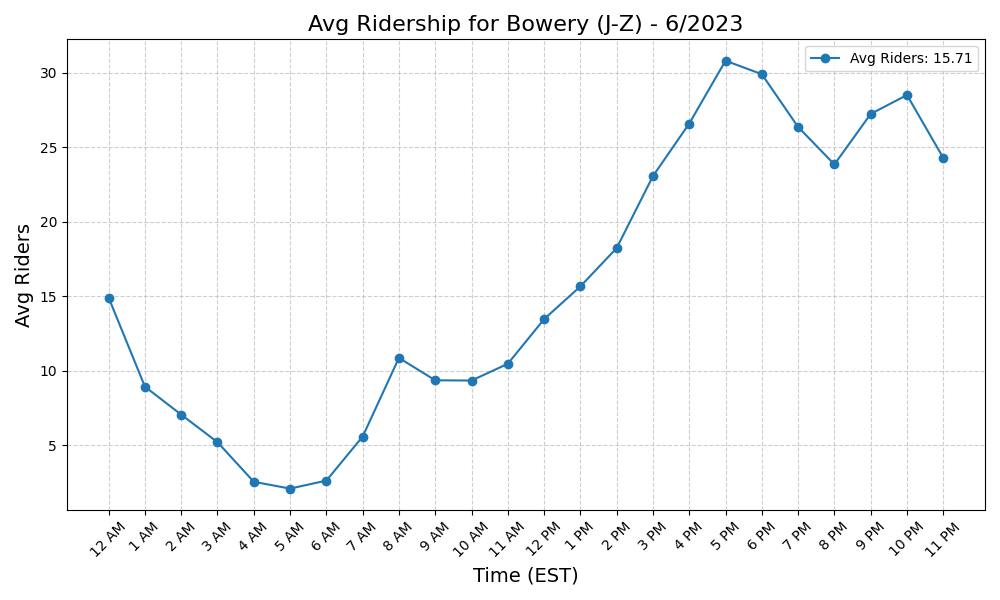 Avg Ridership for Bowery (J-Z) - 6/2023
Avg Riders: 15.71
Avg Riders
30
25
20
15
10
5
12 AM
1 AM
2 AM
3 AM
4 AM
5 AM
6 AM
7 AM
8 AM
9 AM
10 AM
11 AM
12 PM
1 PM
2 PM
3 PM
4 PM
5 PM
6 PM
7 PM
8 PM
9 PM
10 PM
11 PM
Time (EST)